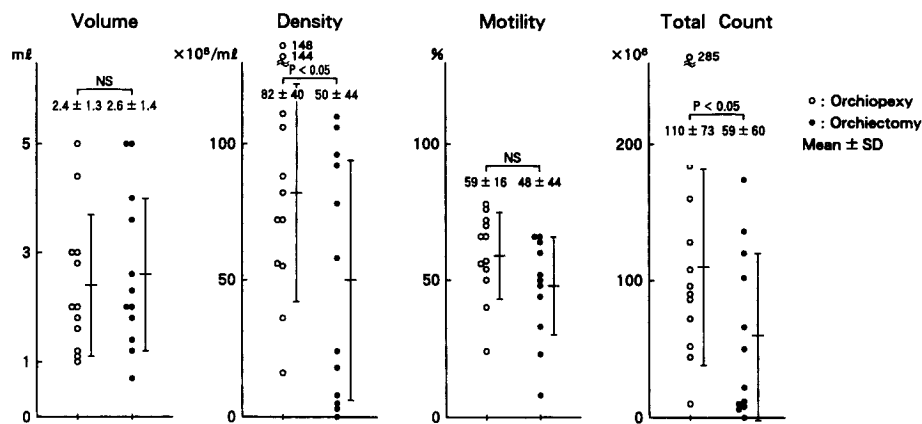 Volume
Density
Motility
Total Count
mℓ
×10⁶/mℓ
%
×10⁶
148
144
285
NS
P < 0.05
NS
P < 0.05
2.4 ± 1.3 2.6 ± 1.4
82 ± 40 50 ± 44
59 ± 16 48 ± 44
110 ± 73 59 ± 60
○ : Orchiopexy
● : Orchiectomy
Mean ± SD
5
3
1
0
100
50
0
100
50
0
200
100
0